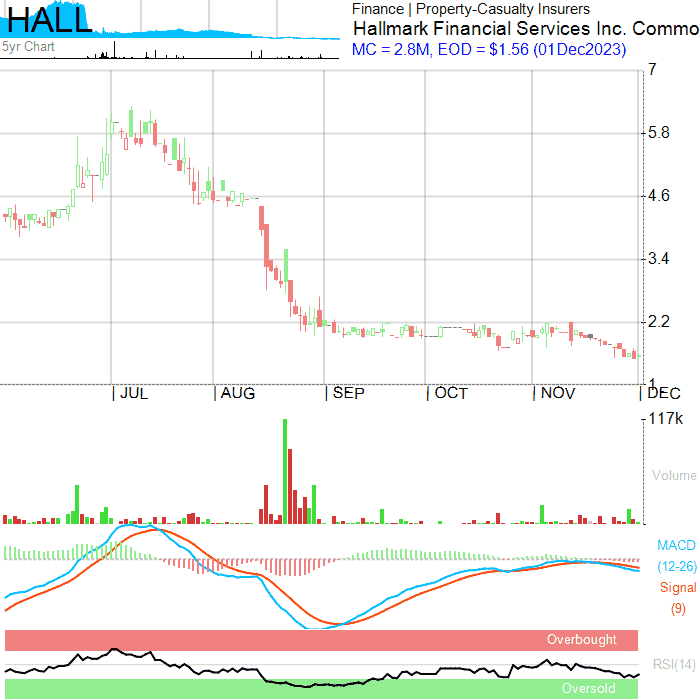 HALL
5yr Chart
Finance | Property-Casualty Insurers
Hallmark Financial Services Inc. Commo
MC = 2.8M, EOD = $1.56 (01Dec2023)
7
5.8
4.6
3.4
2.2
1
JUL AUG SEP OCT NOV DEC
117k
Volume
MACD
(12-26)
Signal
(9)
Overbought
RSI(14)
Oversold